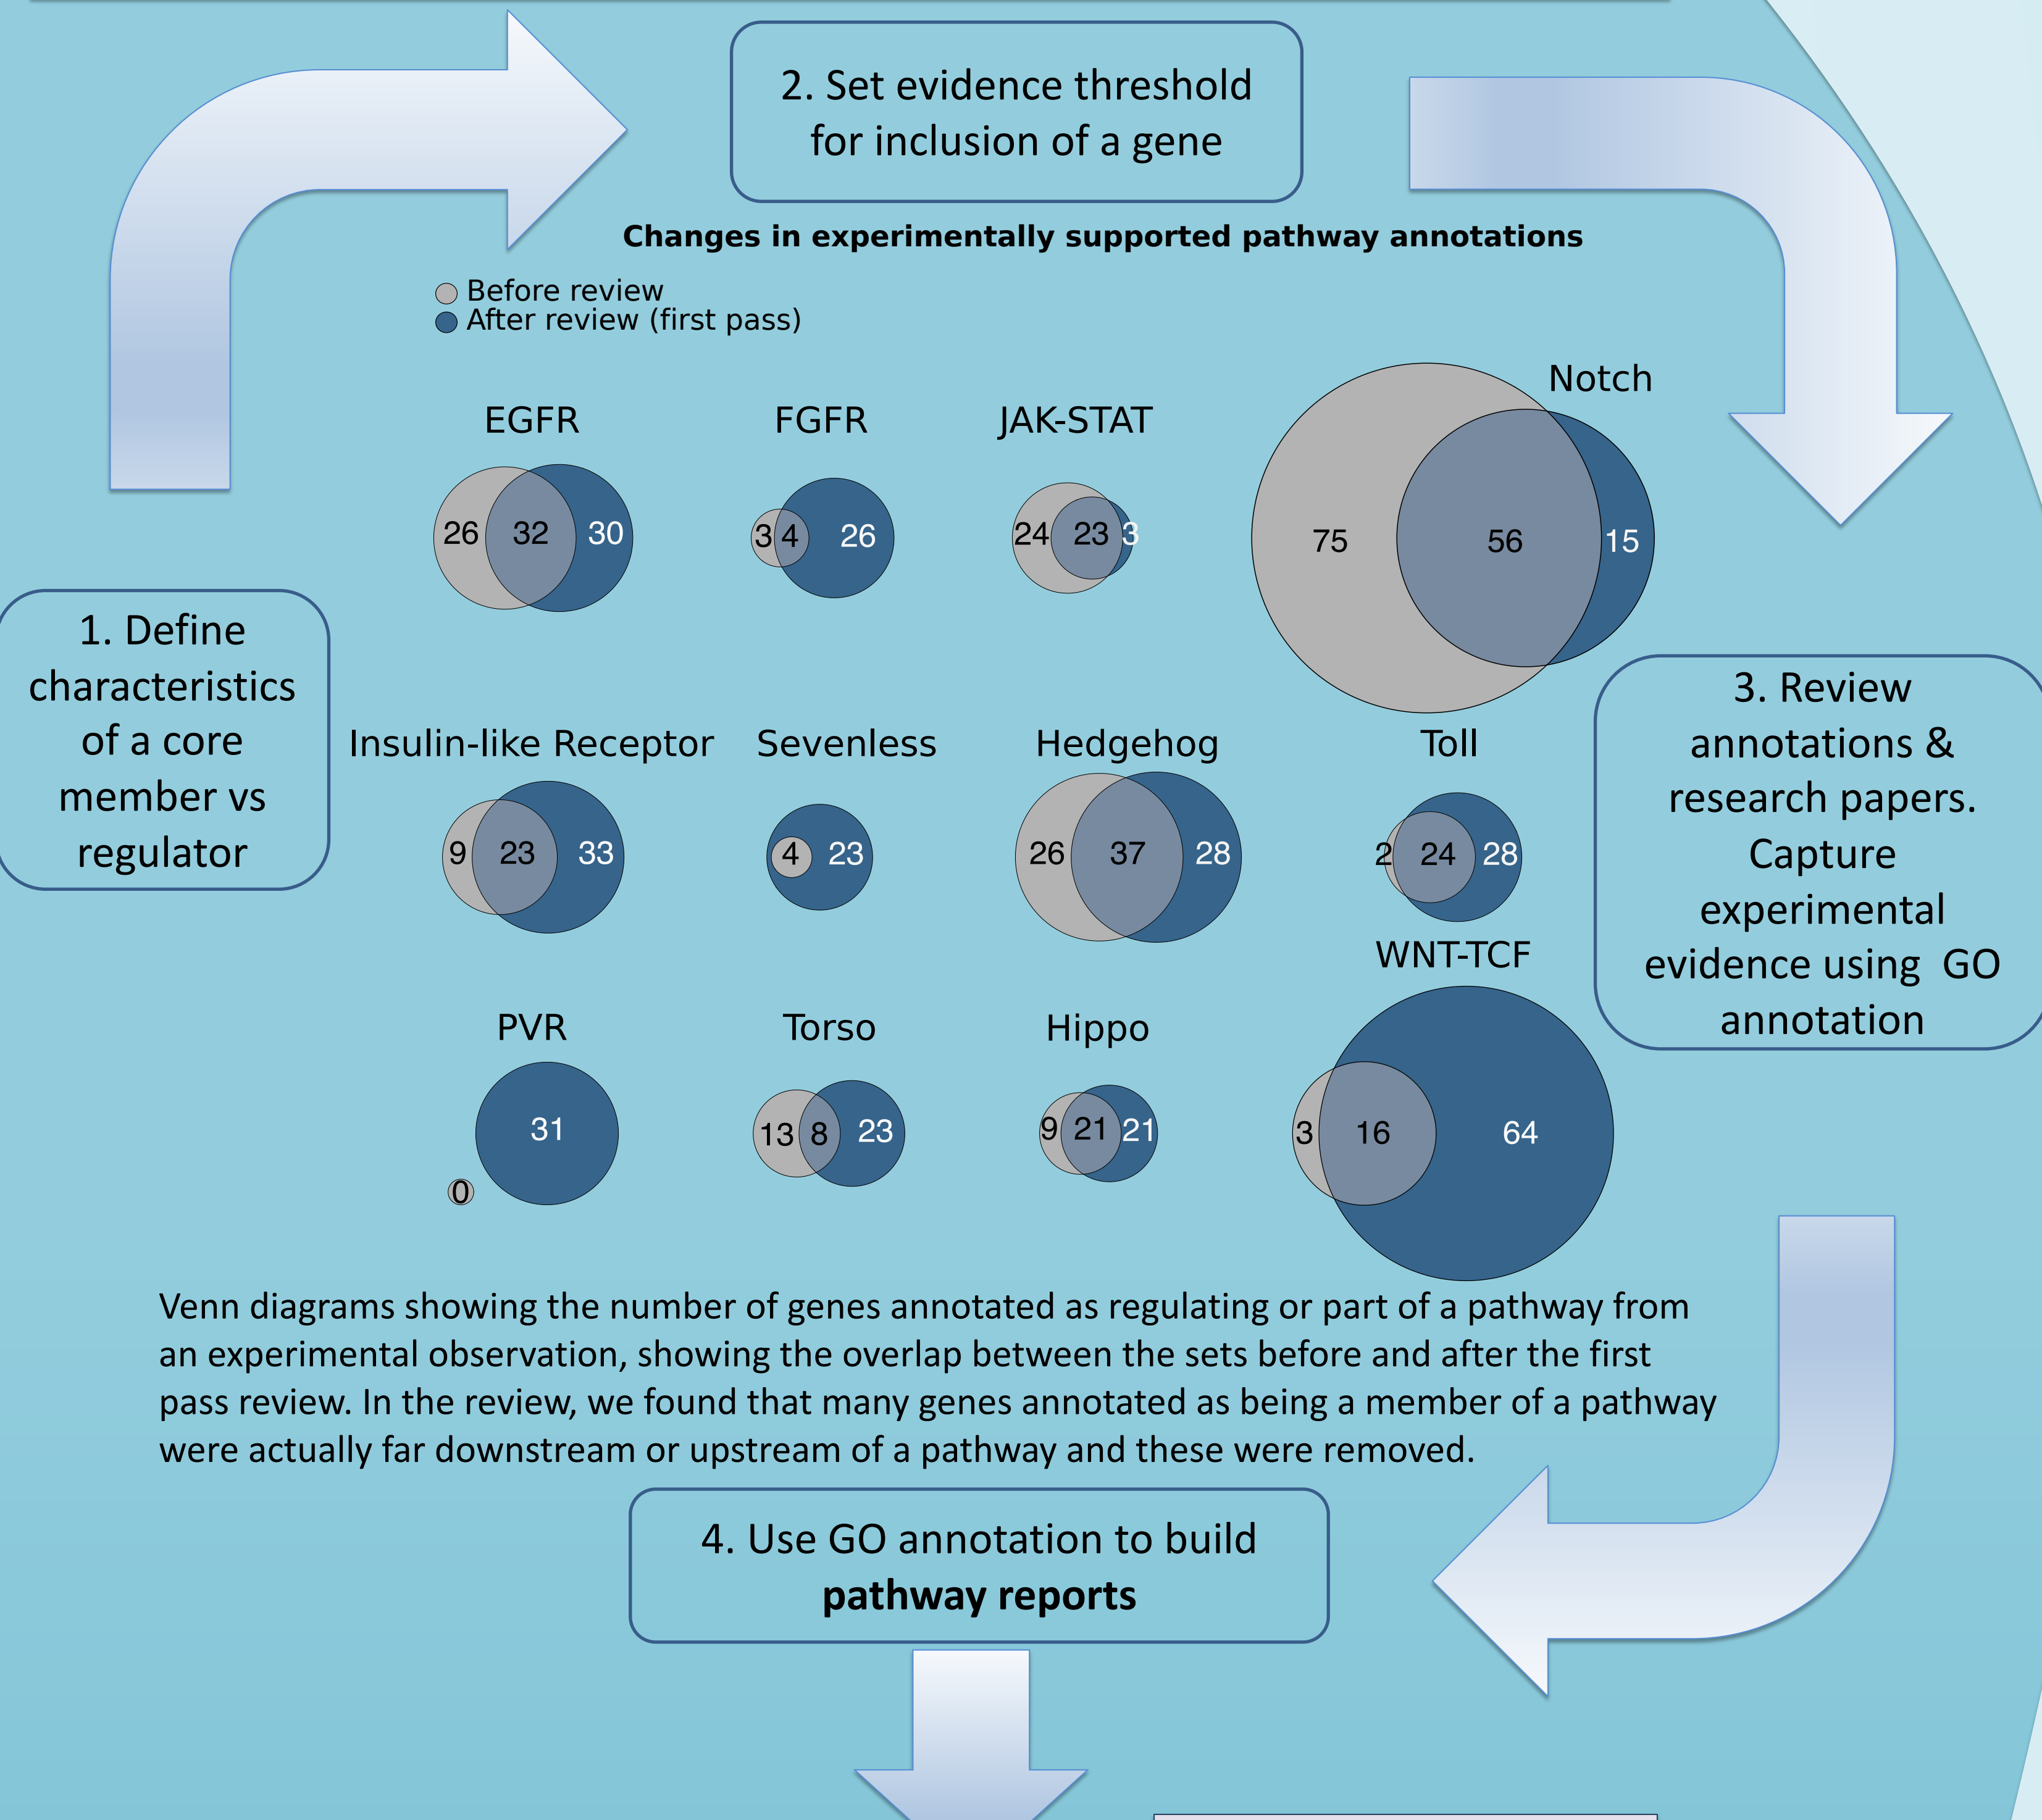 2. Set evidence threshold
for inclusion of a gene
Changes in experimentally supported pathway annotations
Before review
After review (first pass)
EGFR
26 32 30
FGFR
3 4 26
JAK-STAT
24 23 3
Notch
75 56 15
1. Define
characteristics
of a core
member vs
regulator
Insulin-like Receptor
9 23 33
Sevenless
4 23
Hedgehog
26 37 28
Toll
2 24 28
3. Review
annotations &
research papers.
Capture
experimental
evidence using GO
annotation
PVR
0 31
Torso
13 8 23
Hippo
9 21 21
WNT-TCF
3 16 64
Venn diagrams showing the number of genes annotated as regulating or part of a pathway from
an experimental observation, showing the overlap between the sets before and after the first
pass review. In the review, we found that many genes annotated as being a member of a pathway
were actually far downstream or upstream of a pathway and these were removed.
4. Use GO annotation to build
pathway reports